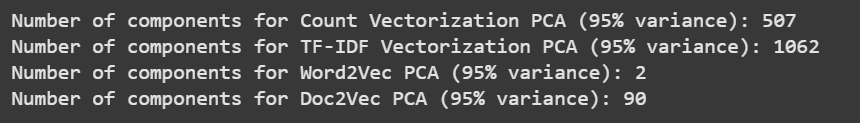 Number of components for Count Vectorization PCA (95% variance): 507
Number of components for TF-IDF Vectorization PCA (95% variance): 1062
Number of components for Word2Vec PCA (95% variance): 2
Number of components for Doc2Vec PCA (95% variance): 90